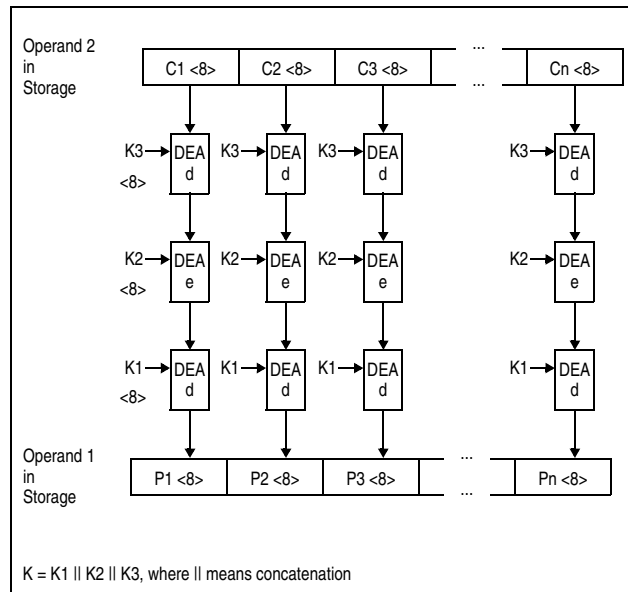 Operand 2
in
Storage
C1 <8> C2 <8> C3 <8> ... ... Cn <8>
K3 DEA d K3 DEA d K3 DEA d K3 DEA d
<8>
K2 DEA e K2 DEA e K2 DEA e K2 DEA e
<8>
K1 DEA d K1 DEA d K1 DEA d K1 DEA d
<8>
Operand 1
in
Storage
P1 <8> P2 <8> P3 <8> ... ... Pn <8>
K = K1 || K2 || K3, where || means concatenation